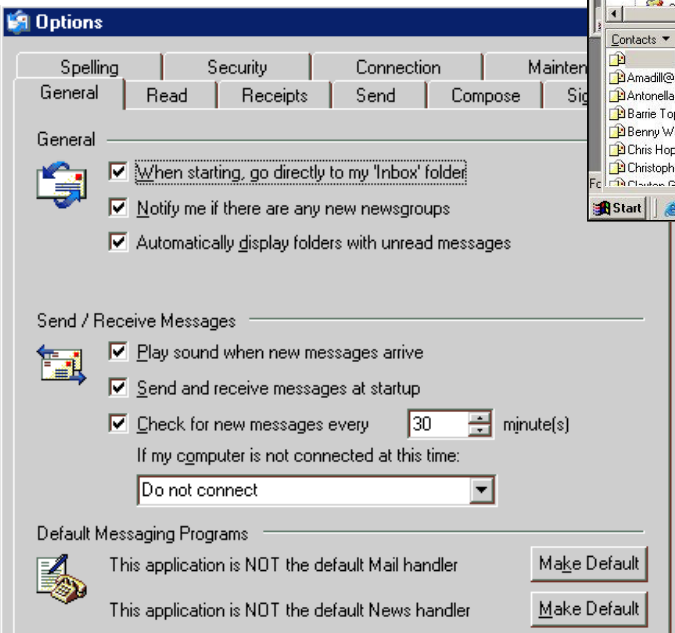 Options
Spelling
Security
Connection
General
Read
Receipts
Send
Compose
General
When starting, go directly to my 'Inbox' folder
Notify me if there are any new newsgroups
Automatically display folders with unread messages
Send / Receive Messages
Play sound when new messages arrive
Send and receive messages at startup
Check for new messages every 30 minute(s)
If my computer is not connected at this time:
Do not connect
Default Messaging Programs
This application is NOT the default Mail handler Make Default
This application is NOT the default News handler Make Default
Contacts
Amadill@
Antonella
Barrie Top
Benny W
Chris Hop
Christoph
Start